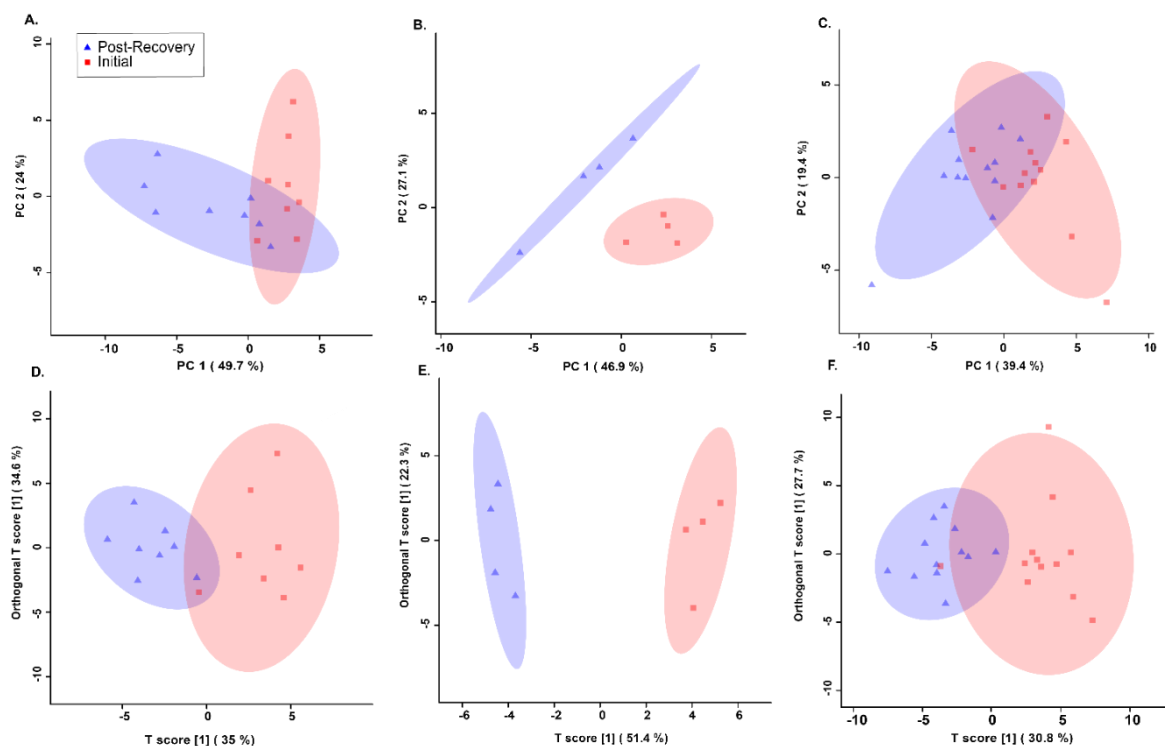 A.
Post-Recovery
Initial
10
5
0
-5
PC 2 ( 24 %)
-10
-5
0
5
PC 1 ( 49.7 %)
B.
5
0
-5
PC 2 ( 27.1 %)
-10
-5
0
5
PC 1 ( 46.9 %)
C.
5
0
-5
PC 2 ( 19.4 %)
-10
-5
0
5
10
PC 1 ( 39.4 %)
D.
10
5
0
-5
-10
Orthogonal T score [1] ( 34.6 %)
-5
0
5
T score [1] ( 35 %)
E.
5
0
-5
Orthogonal T score [1] ( 22.3 %)
-6
-4
-2
0
2
4
6
T score [1] ( 51.4 %)
F.
10
5
0
-5
-10
Orthogonal T score [1] ( 27.7 %)
-10
-5
0
5
10
T score [1] ( 30.8 %)